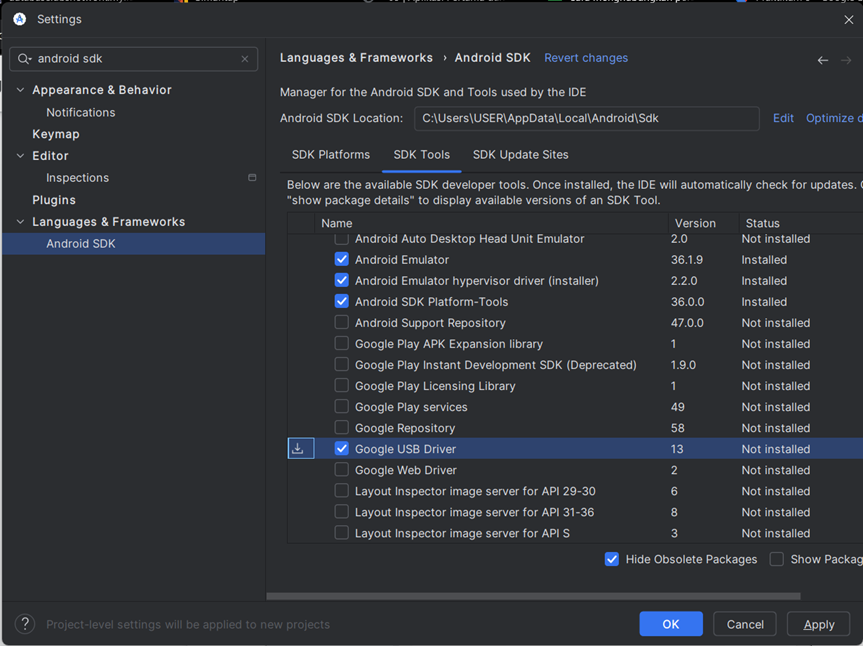 Settings
android sdk
Appearance & Behavior
Notifications
Keymap
Editor
Inspections
Plugins
Languages & Frameworks
Android SDK
Languages & Frameworks › Android SDK Revert changes
Manager for the Android SDK and Tools used by the IDE
Android SDK Location: C:\Users\USER\AppData\Local\Android\Sdk Edit Optimize d
SDK Platforms SDK Tools SDK Update Sites
Below are the available SDK developer tools. Once installed, the IDE will automatically check for updates.
"show package details" to display available versions of an SDK Tool.
Name Version Status
Android Auto Desktop Head Unit Emulator 2.0 Not installed
Android Emulator 36.1.9 Installed
Android Emulator hypervisor driver (installer) 2.2.0 Installed
Android SDK Platform-Tools 36.0.0 Installed
Android Support Repository 47.0.0 Not installed
Google Play APK Expansion library 1 Not installed
Google Play Instant Development SDK (Deprecated) 1.9.0 Not installed
Google Play Licensing Library 1 Not installed
Google Play services 49 Not installed
Google Repository 58 Not installed
Google USB Driver 13 Not installed
Google Web Driver 2 Not installed
Layout Inspector image server for API 29-30 6 Not installed
Layout Inspector image server for API 31-36 8 Not installed
Layout Inspector image server for API S 3 Not installed
Hide Obsolete Packages Show Packag
? Project-level settings will be applied to new projects
OK Cancel Apply